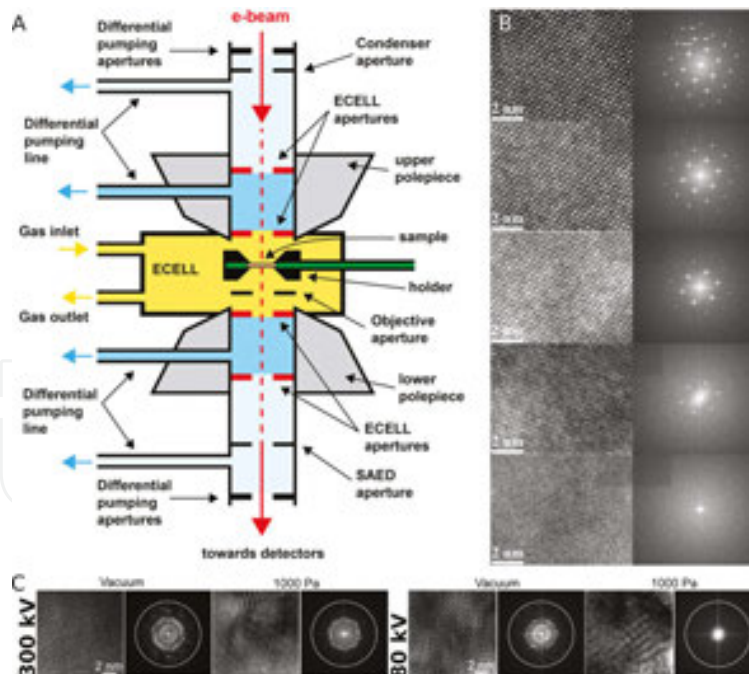 A
e-beam
Differential
pumping
apertures
Condenser
aperture
ECELL
apertures
Differential
pumping
line
upper
polepiece
Gas inlet
sample
ECELL
holder
Gas outlet
Objective
aperture
Differential
pumping
line
lower
polepiece
ECELL
apertures
Differential
pumping
apertures
SAED
aperture
towards detectors
B
2 nm
2 nm
2 nm
2 nm
2 nm
C
Vacuum
1000 Pa
Vacuum
1000 Pa
300 kV
2 nm
80 kV